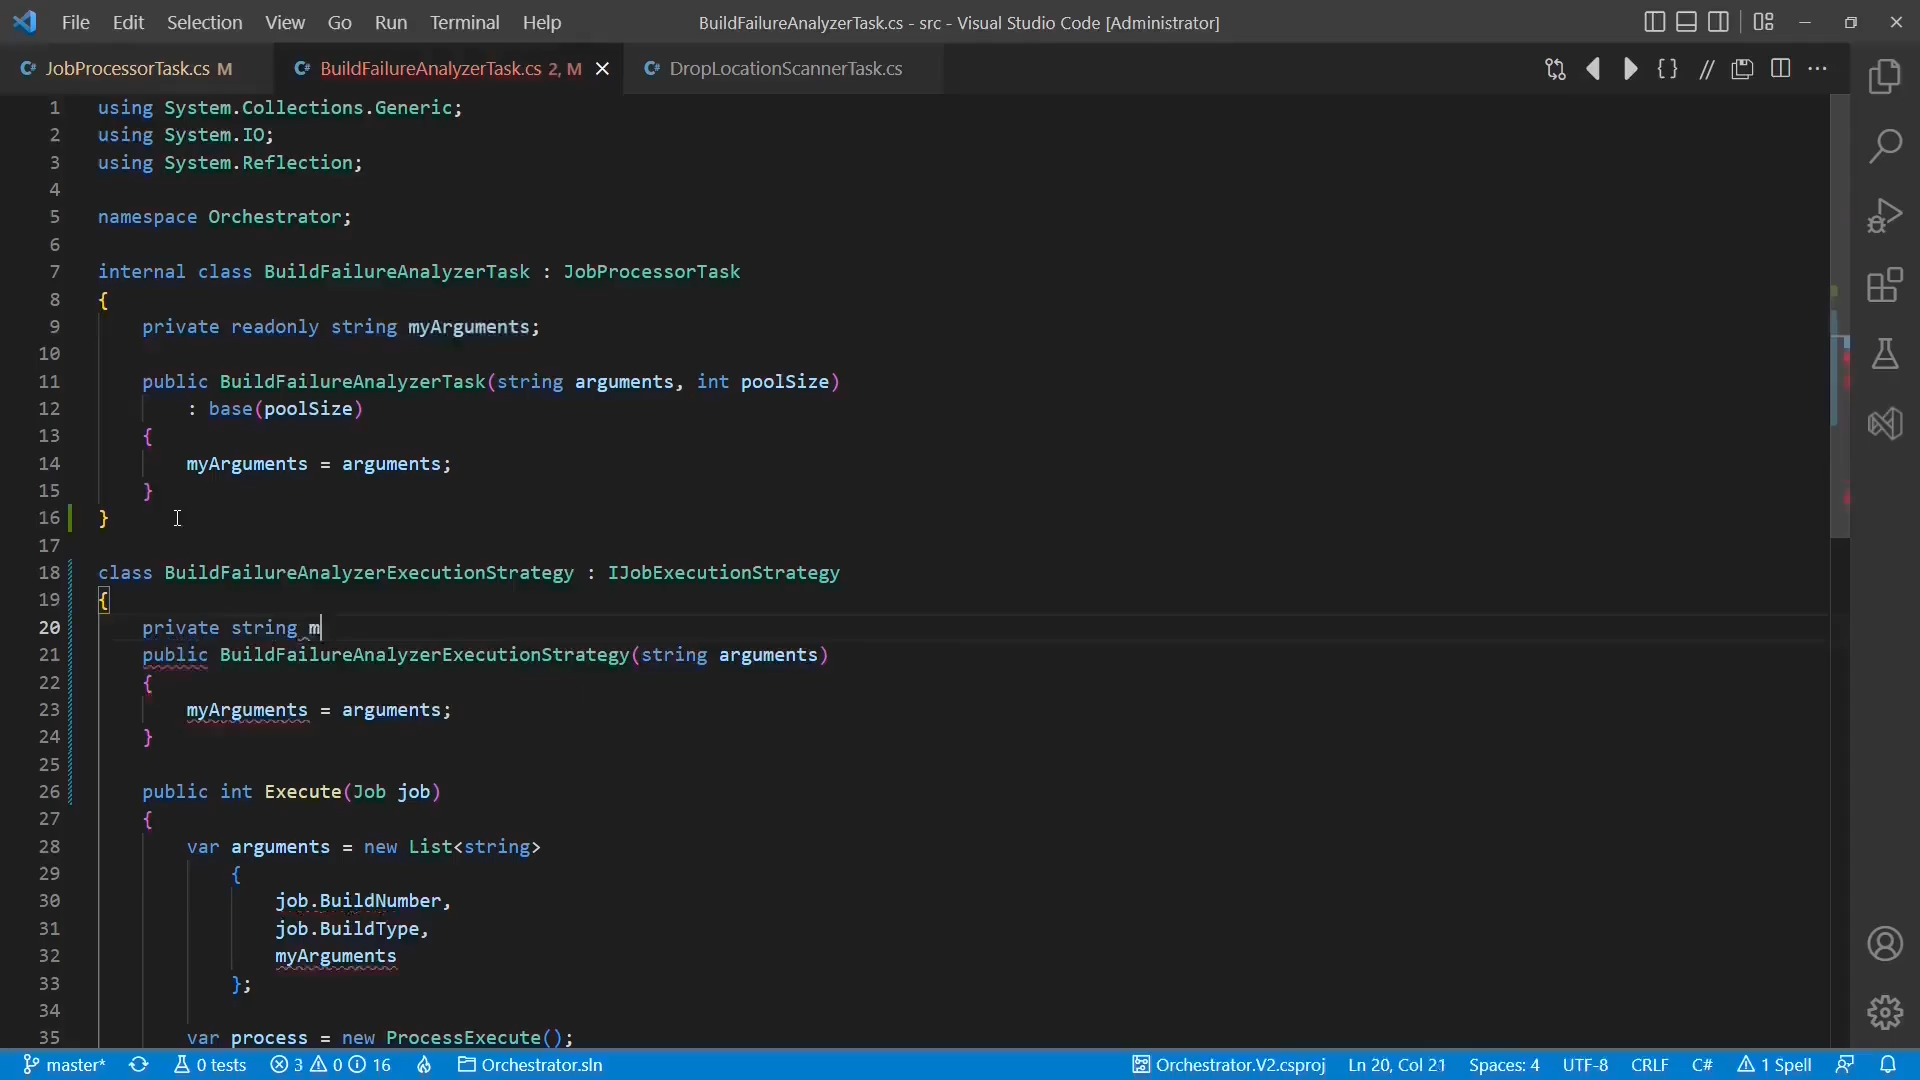 File Edit Selection View Go Run Terminal Help BuildFailureAnalyzerTask.cs - src - Visual Studio Code [Administrator]
JobProcessorTask.cs M BuildFailureAnalyzerTask.cs 2, M DropLocationScannerTask.cs
1 using System.Collections.Generic;
2 using System.IO;
3 using System.Reflection;
4
5 namespace Orchestrator;
6
7 internal class BuildFailureAnalyzerTask : JobProcessorTask
8 {
9 private readonly string myArguments;
10
11 public BuildFailureAnalyzerTask(string arguments, int poolSize)
12 : base(poolSize)
13 {
14 myArguments = arguments;
15 }
16 }
17
18 class BuildFailureAnalyzerExecutionStrategy : IJobExecutionStrategy
19 {
20 private string m
21 public BuildFailureAnalyzerExecutionStrategy(string arguments)
22 {
23 myArguments = arguments;
24 }
25
26 public int Execute(Job job)
27 {
28 var arguments = new List<string>
29 {
30 job.BuildNumber,
31 job.BuildType,
32 myArguments
33 };
34
35 var process = new ProcessExecute();
master* 0 tests 3 0 16 Orchestrator.sln Orchestrator.V2.csproj Ln 20, Col 21 Spaces: 4 UTF-8 CRLF C# 1 Spell